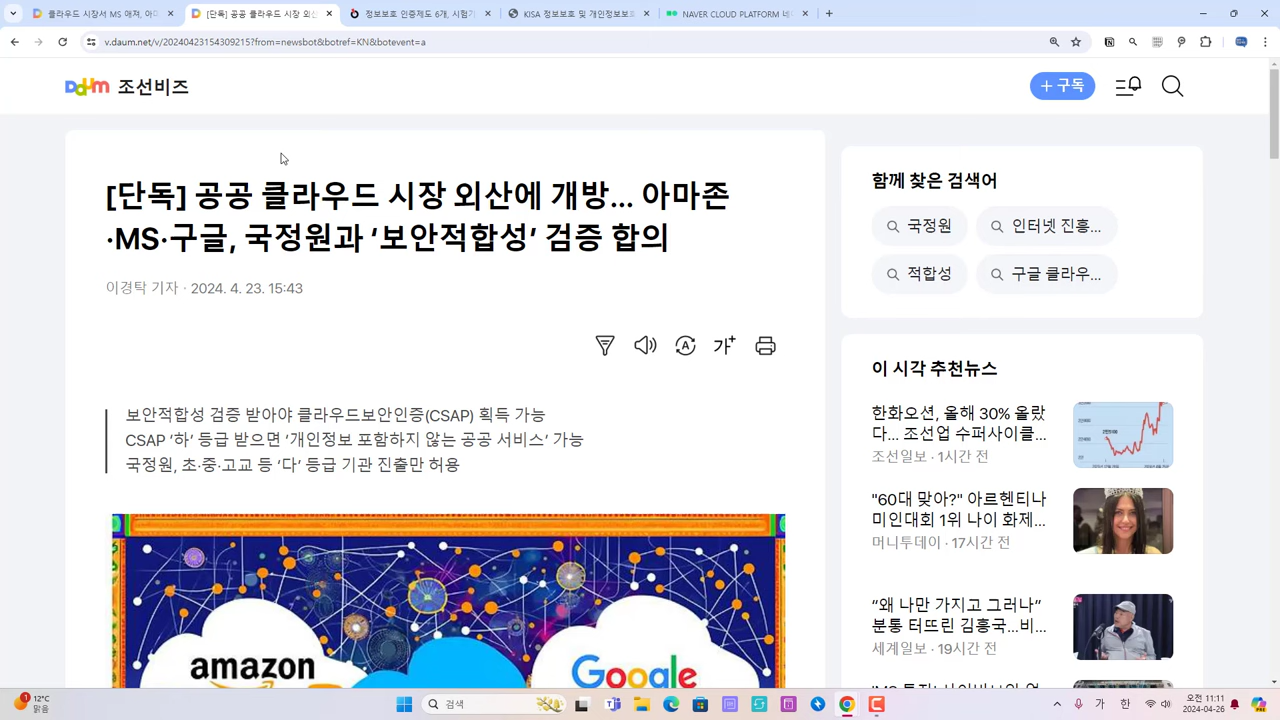 클라우드 시장서 MS 애저, 아마
[단독] 공공 클라우드 시장 외산
정보보호 인증제도 6개, 시험기
KISA 정보보호 및 개인정보보호
NAVER CLOUD PLATFORM 네이
v.daum.net/v/20240423154309215?from=newsbot&botref=KN&botevent=a
Daum 조선비즈
+ 구독
[단독] 공공 클라우드 시장 외산에 개방... 아마존
·MS·구글, 국정원과 ‘보안적합성’ 검증 합의
이경탁 기자 · 2024. 4. 23. 15:43
가+
보안적합성 검증 받아야 클라우드보안인증(CSAP) 획득 가능
CSAP ‘하’ 등급 받으면 ‘개인정보 포함하지 않는 공공 서비스’ 가능
국정원, 초·중·고교 등 ‘다’ 등급 기관 진출만 허용
amazon
Google
함께 찾은 검색어
국정원
인터넷 진흥...
적합성
구글 클라우...
이 시각 추천뉴스
한화오션, 올해 30% 올랐
다... 조선업 수퍼사이클...
조선일보 · 1시간 전
"60대 맞아?" 아르헨티나
미인대회 1위 나이 화제...
머니투데이 · 17시간 전
“왜 나만 가지고 그러나”
분통 터뜨린 김흥국...비...
세계일보 · 19시간 전
1
12°C
맑음
검색
가
한
오전 11:11
2024-04-26